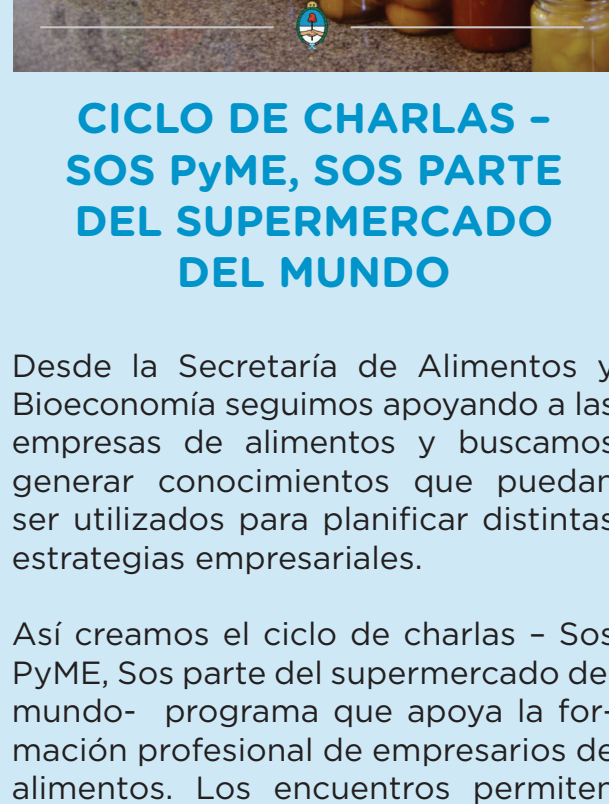 CICLO DE CHARLAS –
SOS PyME, SOS PARTE
DEL SUPERMERCADO
DEL MUNDO
Desde la Secretaría de Alimentos y
Bioeconomía seguimos apoyando a las
empresas de alimentos y buscamos
generar conocimientos que puedan
ser utilizados para planificar distintas
estrategias empresariales.
Así creamos el ciclo de charlas – Sos
PyME, Sos parte del supermercado del
mundo-  programa que apoya la for-
mación profesional de empresarios de
alimentos. Los encuentros permiten